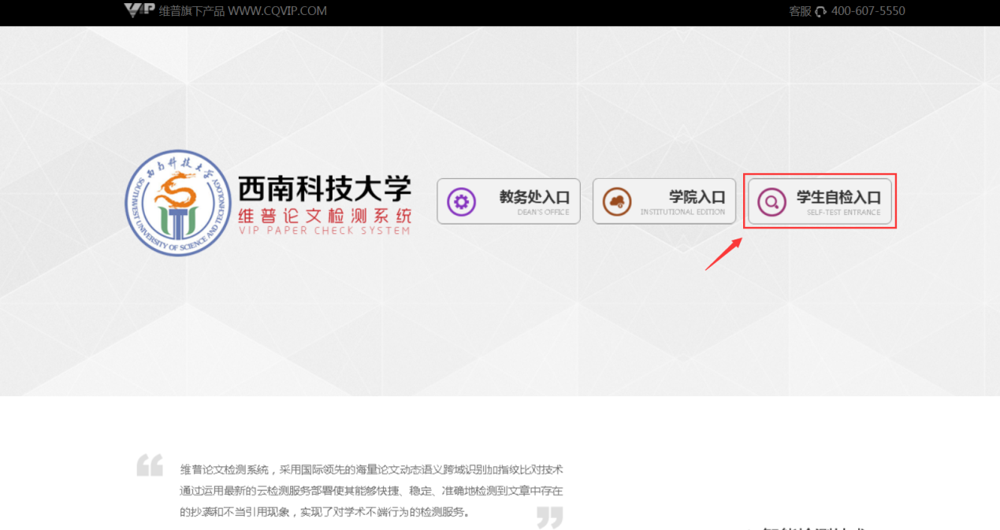 VIP 维普旗下产品 WWW.CQVIP.COM
客服 400-607-5550
西南科技大学
SOUTHWEST UNIVERSITY OF SCIENCE AND TECHNOLOGY
西南科技大学
维普论文检测系统
VIP PAPER CHECK SYSTEM
教务处入口
DEAN'S OFFICE
学院入口
INSTITUTIONAL EDITION
学生自检入口
SELF-TEST ENTRANCE
“
维普论文检测系统，采用国际领先的海量论文动态语义跨域识别加指纹比对技术
通过运用最新的云检测服务部署使其能够快捷、稳定、准确地检测到文章中存在
的抄袭和不当引用现象，实现了对学术不端行为的检测服务。
”